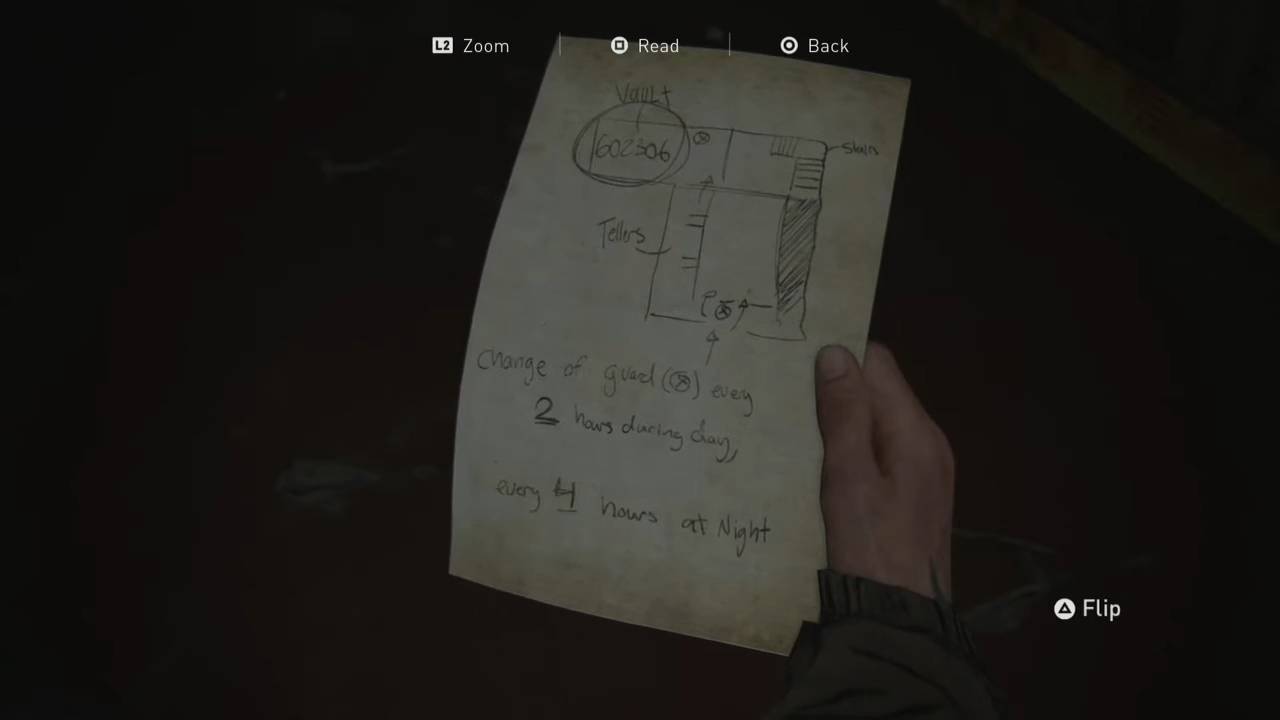 L2 Zoom
Read
Back
Vault
602306
Stairs
Tellers
Change of guard (⊗) every
2 hours during day,
every 4 hours at Night
Flip